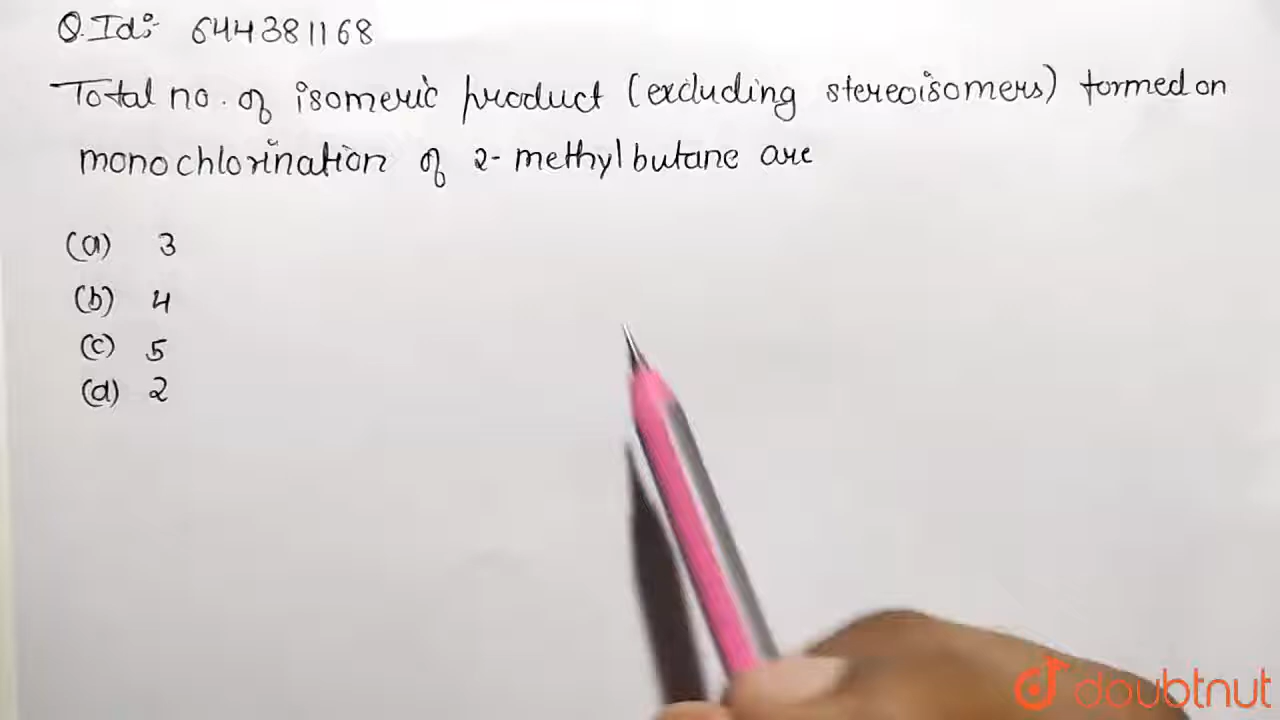 Q.Id:- 644381168
Total no. of isomeric product (excluding stereoisomers) formed on
monochlorination of 2-methylbutane are
(a) 3
(b) 4
(c) 5
(d) 2
doubtnut